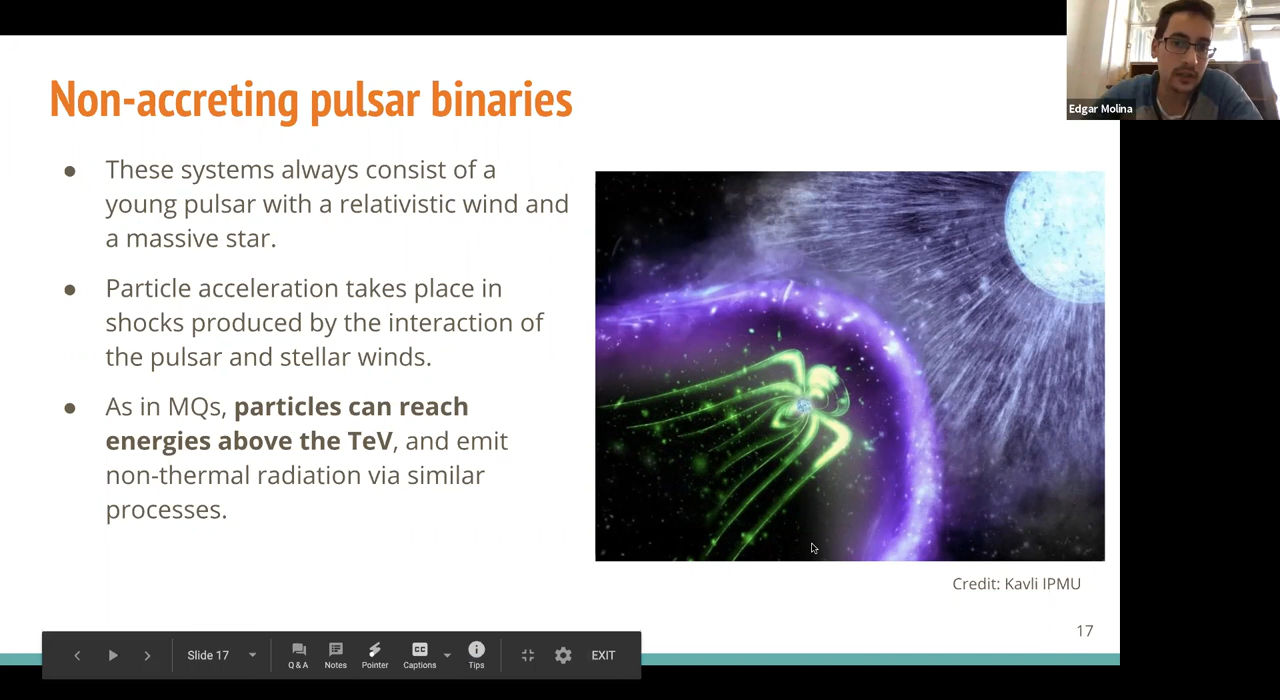 Edgar Molina
Non-accreting pulsar binaries
● These systems always consist of a
young pulsar with a relativistic wind and
a massive star.
● Particle acceleration takes place in
shocks produced by the interaction of
the pulsar and stellar winds.
● As in MQs, particles can reach
energies above the TeV, and emit
non-thermal radiation via similar
processes.
Credit: Kavli IPMU
17
Slide 17
Q & A
Notes
Pointer
CC
Captions
Tips
EXIT